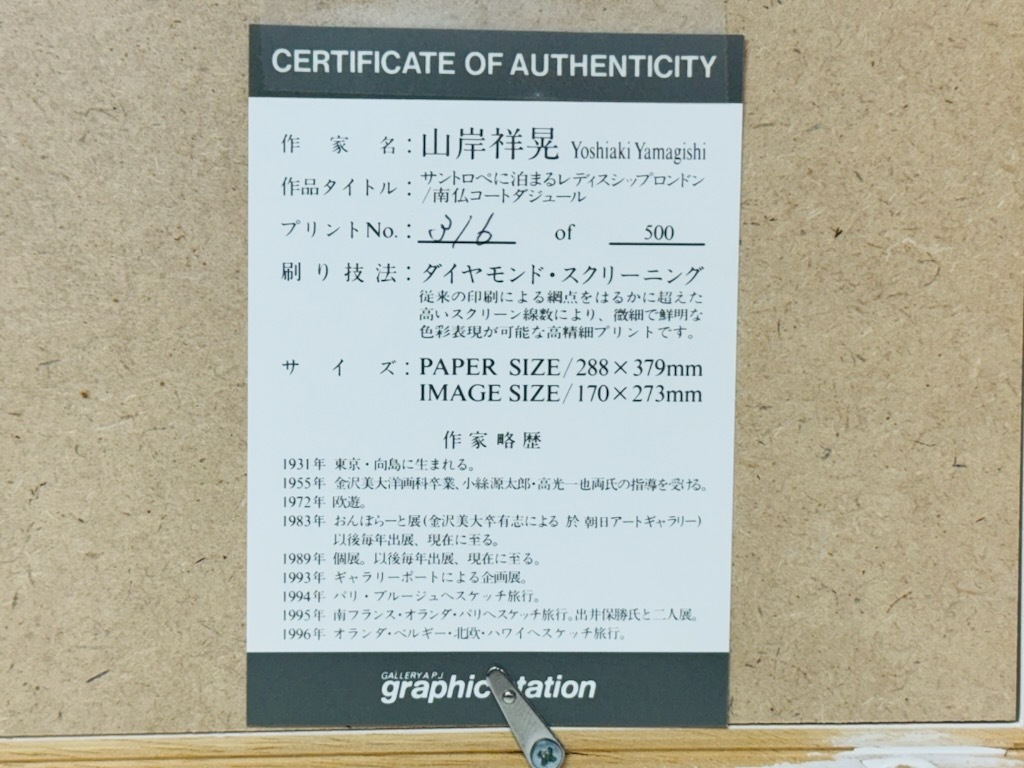 CERTIFICATE OF AUTHENTICITY
作家名：山岸祥晃 Yoshiaki Yamagishi
作品タイトル：サントロペに泊まるレディスシップロンドン
/南仏コートダジュール
プリントNo.：316 of 500
刷り技法：ダイヤモンド・スクリーニング
従来の印刷による網点をはるかに超えた
高いスクリーン線数により、微細で鮮明な
色彩表現が可能な高精細プリントです。
サイズ：PAPER SIZE/288×379mm
IMAGE SIZE/170×273mm
作家略歴
1931年 東京・向島に生まれる。
1955年 金沢美大洋画科卒業、小絲源太郎・高光一也両氏の指導を受ける。
1972年 欧遊。
1983年 おんぼらーと展(金沢美大卒有志による 於 朝日アートギャラリー)
以後毎年出展、現在に至る。
1989年 個展。以後毎年出展、現在に至る。
1993年 ギャラリーポートによる企画展。
1994年 パリ・ブルージュへスケッチ旅行。
1995年 南フランス・オランダ・パリへスケッチ旅行。出井保勝氏と二人展。
1996年 オランダ・ベルギー・北欧・ハワイへスケッチ旅行。
GALLERY APJ
graphic station